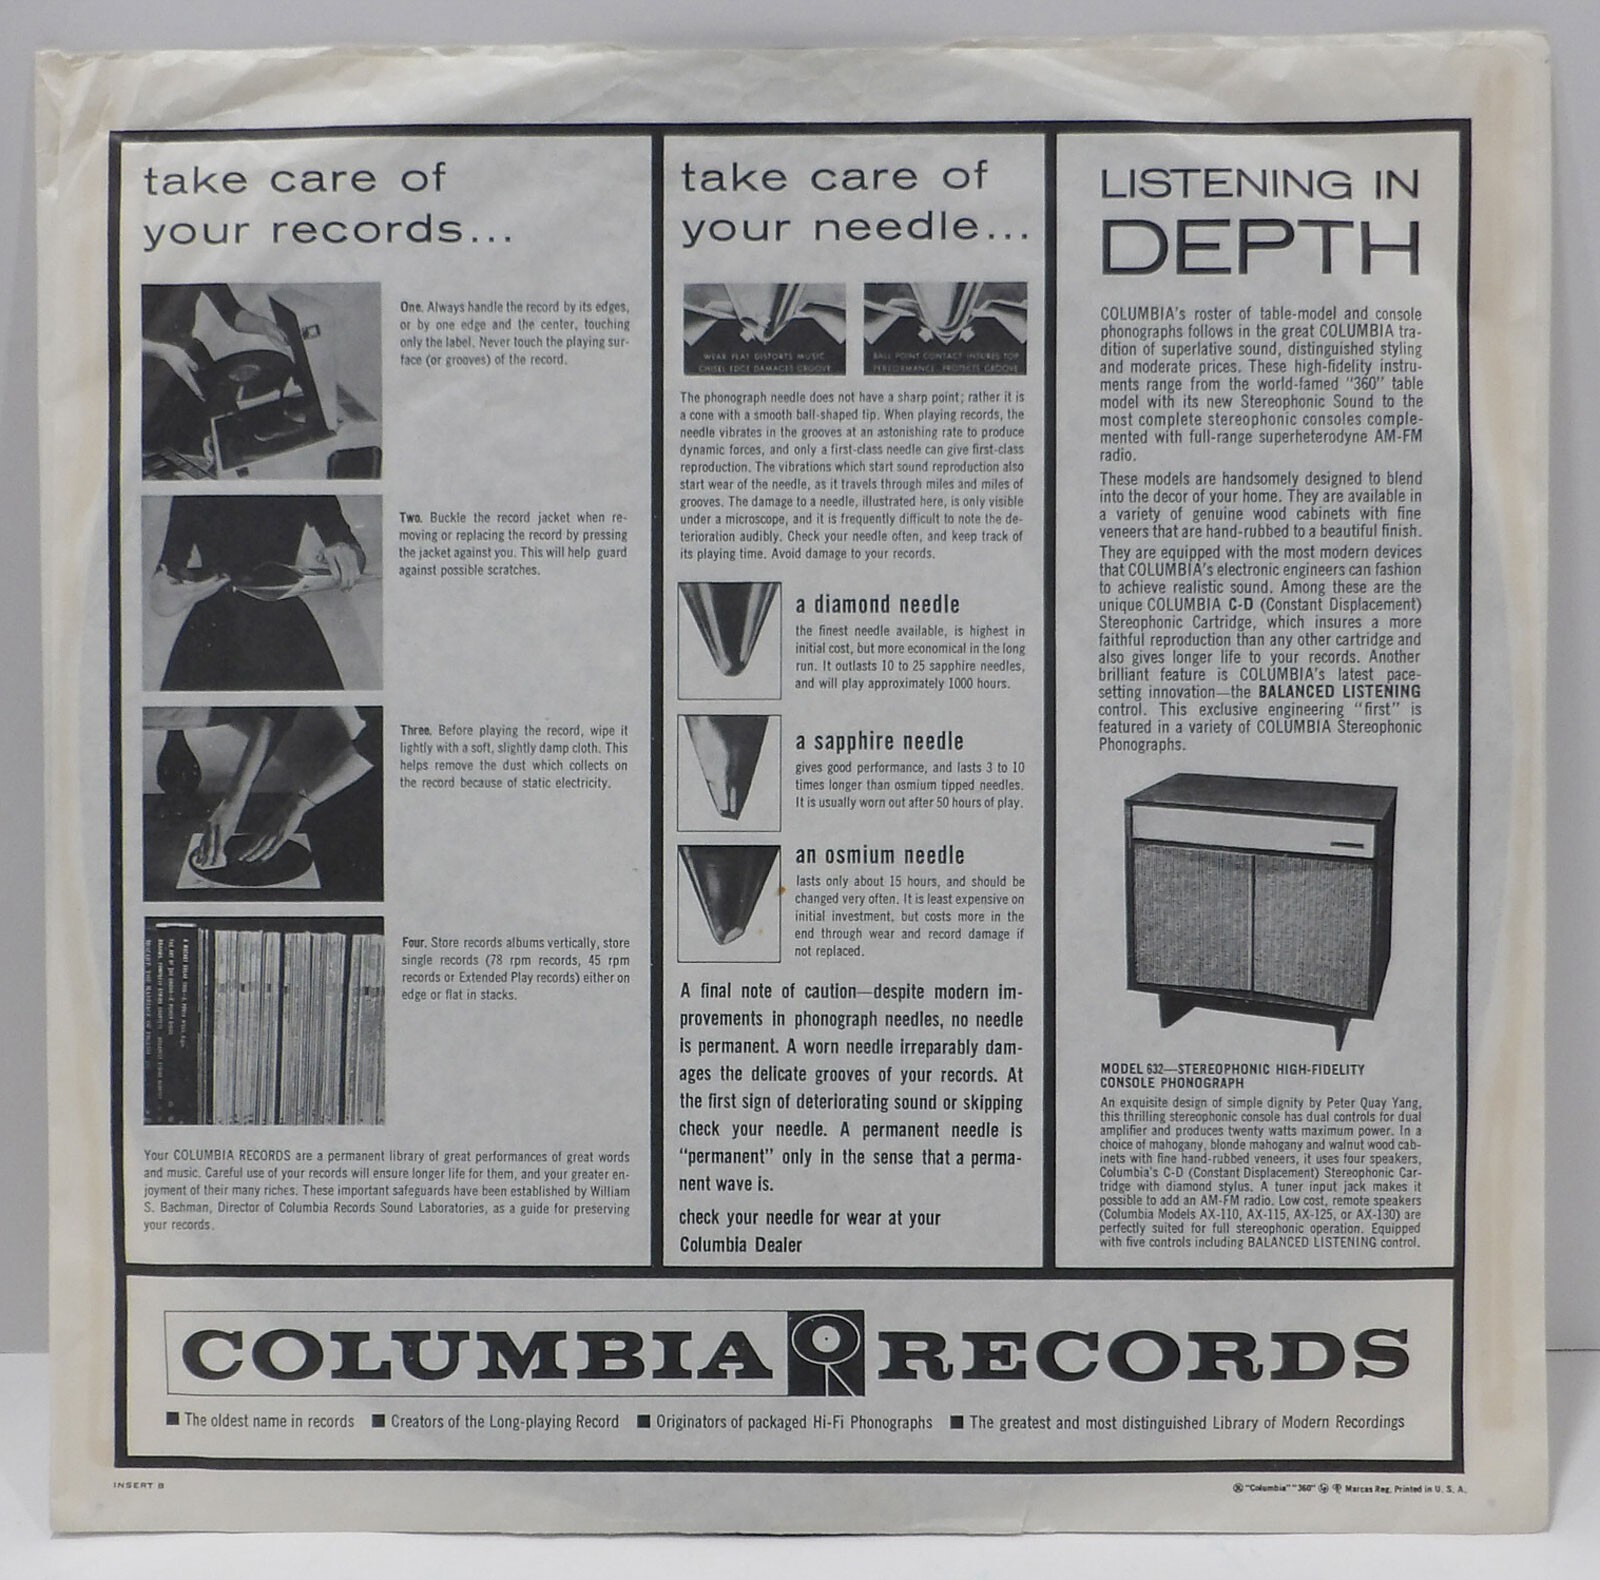 take care of
your records...
One. Always handle the record by its edges,
or by one edge and the center, touching
only the label. Never touch the playing sur-
face (or grooves) of the record.
Two. Buckle the record jacket when re-
moving or replacing the record by pressing
the jacket against you. This will help guard
against possible scratches.
Three. Before playing the record, wipe it
lightly with a soft, slightly damp cloth. This
helps remove the dust which collects on
the record because of static electricity.
Four. Store records albums vertically, store
single records (78 rpm records, 45 rpm
records or Extended Play records) either on
edge or flat in stacks.
Your COLUMBIA RECORDS are a permanent library of great performances of great words
and music. Careful use of your records will ensure longer life for them, and your greater en-
joyment of their many riches. These important safeguards have been established by William
S. Bachman, Director of Columbia Records Sound Laboratories, as a guide for preserving
your records.
take care of
your needle...
WEAR FLAT DISTORTS MUSIC
CHISEL EDGE DAMAGES GROOVE
BALL POINT CONTACT INSURES TOP
PERFORMANCE, PROTECTS GROOVE
The phonograph needle does not have a sharp point; rather it is
a cone with a smooth ball-shaped tip. When playing records, the
needle vibrates in the grooves at an astonishing rate to produce
dynamic forces, and only a first-class needle can give first-class
reproduction. The vibrations which start sound reproduction also
start wear of the needle, as it travels through miles and miles of
grooves. The damage to a needle, illustrated here, is only visible
under a microscope, and it is frequently difficult to note the de-
terioration audibly. Check your needle often, and keep track of
its playing time. Avoid damage to your records.
a diamond needle
the finest needle available, is highest in
initial cost, but more economical in the long
run. It outlasts 10 to 25 sapphire needles,
and will play approximately 1000 hours.
a sapphire needle
gives good performance, and lasts 3 to 10
times longer than osmium tipped needles.
It is usually worn out after 50 hours of play.
an osmium needle
lasts only about 15 hours, and should be
changed very often. It is least expensive on
initial investment, but costs more in the
end through wear and record damage if
not replaced.
A final note of caution—despite modern im-
provements in phonograph needles, no needle
is permanent. A worn needle irreparably dam-
ages the delicate grooves of your records. At
the first sign of deteriorating sound or skipping
check your needle. A permanent needle is
"permanent" only in the sense that a perma-
nent wave is.
check your needle for wear at your
Columbia Dealer
LISTENING IN
DEPTH
COLUMBIA's roster of table-model and console
phonographs follows in the great COLUMBIA tra-
dition of superlative sound, distinguished styling
and moderate prices. These high-fidelity instru-
ments range from the world-famed "360" table
model with its new Stereophonic Sound to the
most complete stereophonic consoles comple-
mented with full-range superheterodyne AM-FM
radio.
These models are handsomely designed to blend
into the decor of your home. They are available in
a variety of genuine wood cabinets with fine
veneers that are hand-rubbed to a beautiful finish.
They are equipped with the most modern devices
that COLUMBIA's electronic engineers can fashion
to achieve realistic sound. Among these are the
unique COLUMBIA C-D (Constant Displacement)
Stereophonic Cartridge, which insures a more
faithful reproduction than any other cartridge and
also gives longer life to your records. Another
brilliant feature is COLUMBIA's latest pace-
setting innovation—the BALANCED LISTENING
control. This exclusive engineering "first" is
featured in a variety of COLUMBIA Stereophonic
Phonographs.
MODEL 632—STEREOPHONIC HIGH-FIDELITY
CONSOLE PHONOGRAPH
An exquisite design of simple dignity by Peter Quay Yang,
this thrilling stereophonic console has dual controls for dual
amplifier and produces twenty watts maximum power. In a
choice of mahogany, blonde mahogany and walnut wood cab-
inets with fine hand-rubbed veneers, it uses four speakers,
Columbia's C-D (Constant Displacement) Stereophonic Car-
tridge with diamond stylus. A tuner input jack makes it
possible to add an AM-FM radio. Low cost, remote speakers
(Columbia Models AX-110, AX-115, AX-125, or AX-130) are
perfectly suited for full stereophonic operation. Equipped
with five controls including BALANCED LISTENING control.
COLUMBIA RECORDS
■ The oldest name in records ■ Creators of the Long-playing Record ■ Originators of packaged Hi-Fi Phonographs ■ The greatest and most distinguished Library of Modern Recordings
INSERT B
® "Columbia" "360" Marcas Reg. Printed in U. S. A.